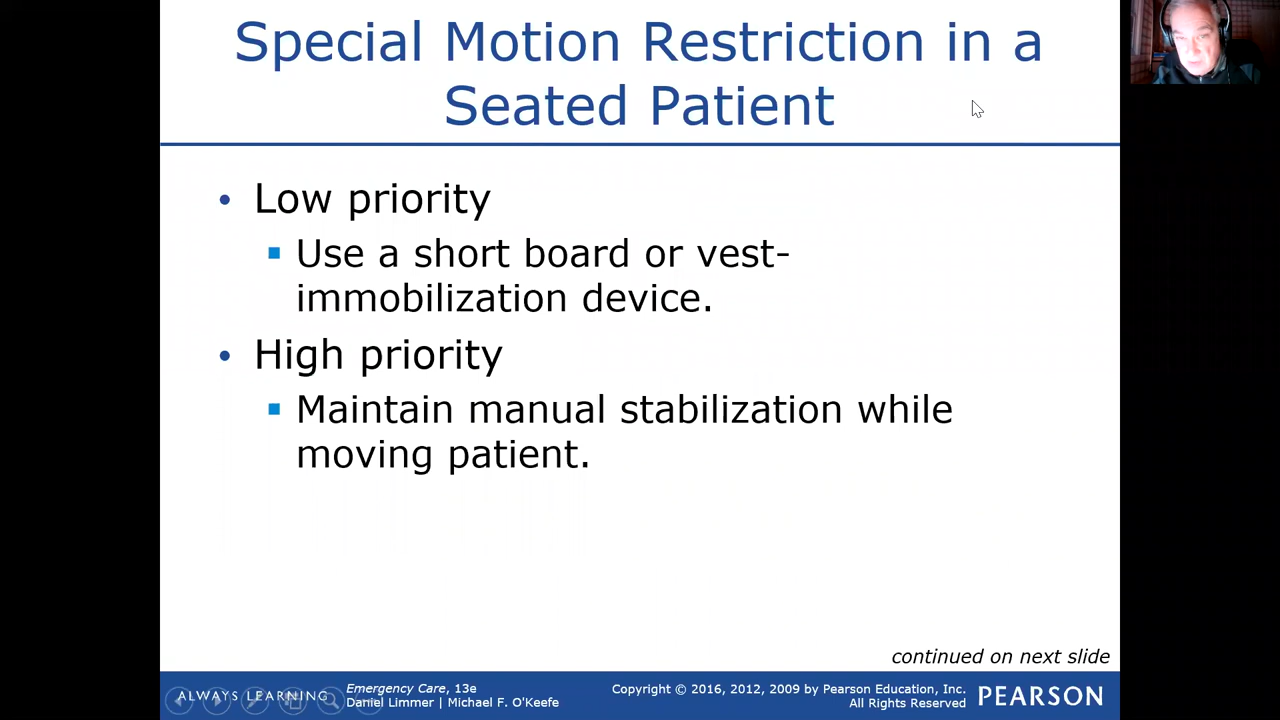 Special Motion Restriction in a
Seated Patient
• Low priority
▪ Use a short board or vest-
immobilization device.
• High priority
▪ Maintain manual stabilization while
moving patient.
continued on next slide
ALWAYS LEARNING
Emergency Care, 13e
Daniel Limmer | Michael F. O'Keefe
Copyright © 2016, 2012, 2009 by Pearson Education, Inc.
All Rights Reserved
PEARSON